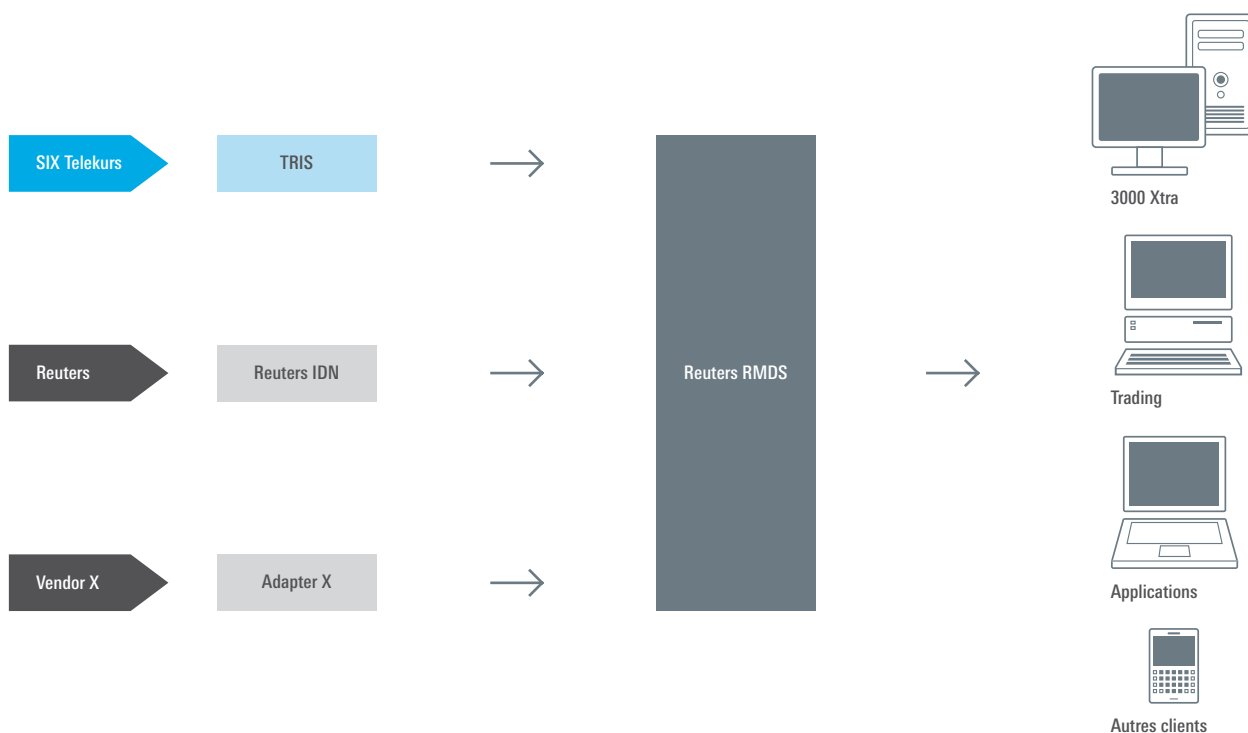 3000 Xtra
SIX Telekurs
TRIS
Reuters
Reuters IDN
Reuters RMDS
Trading
Vendor X
Adapter X
Applications
Autres clients